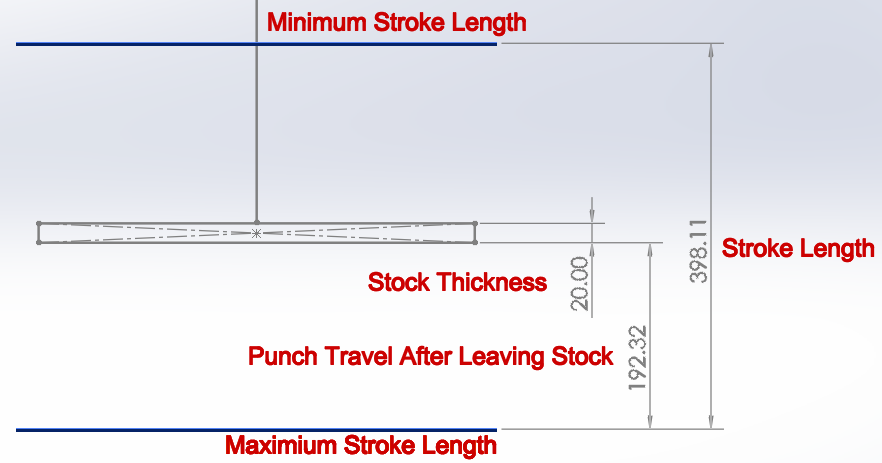 Minimum Stroke Length
398.11
Stroke Length
Stock Thickness
20.00
Punch Travel After Leaving Stock
192.32
Maximium Stroke Length